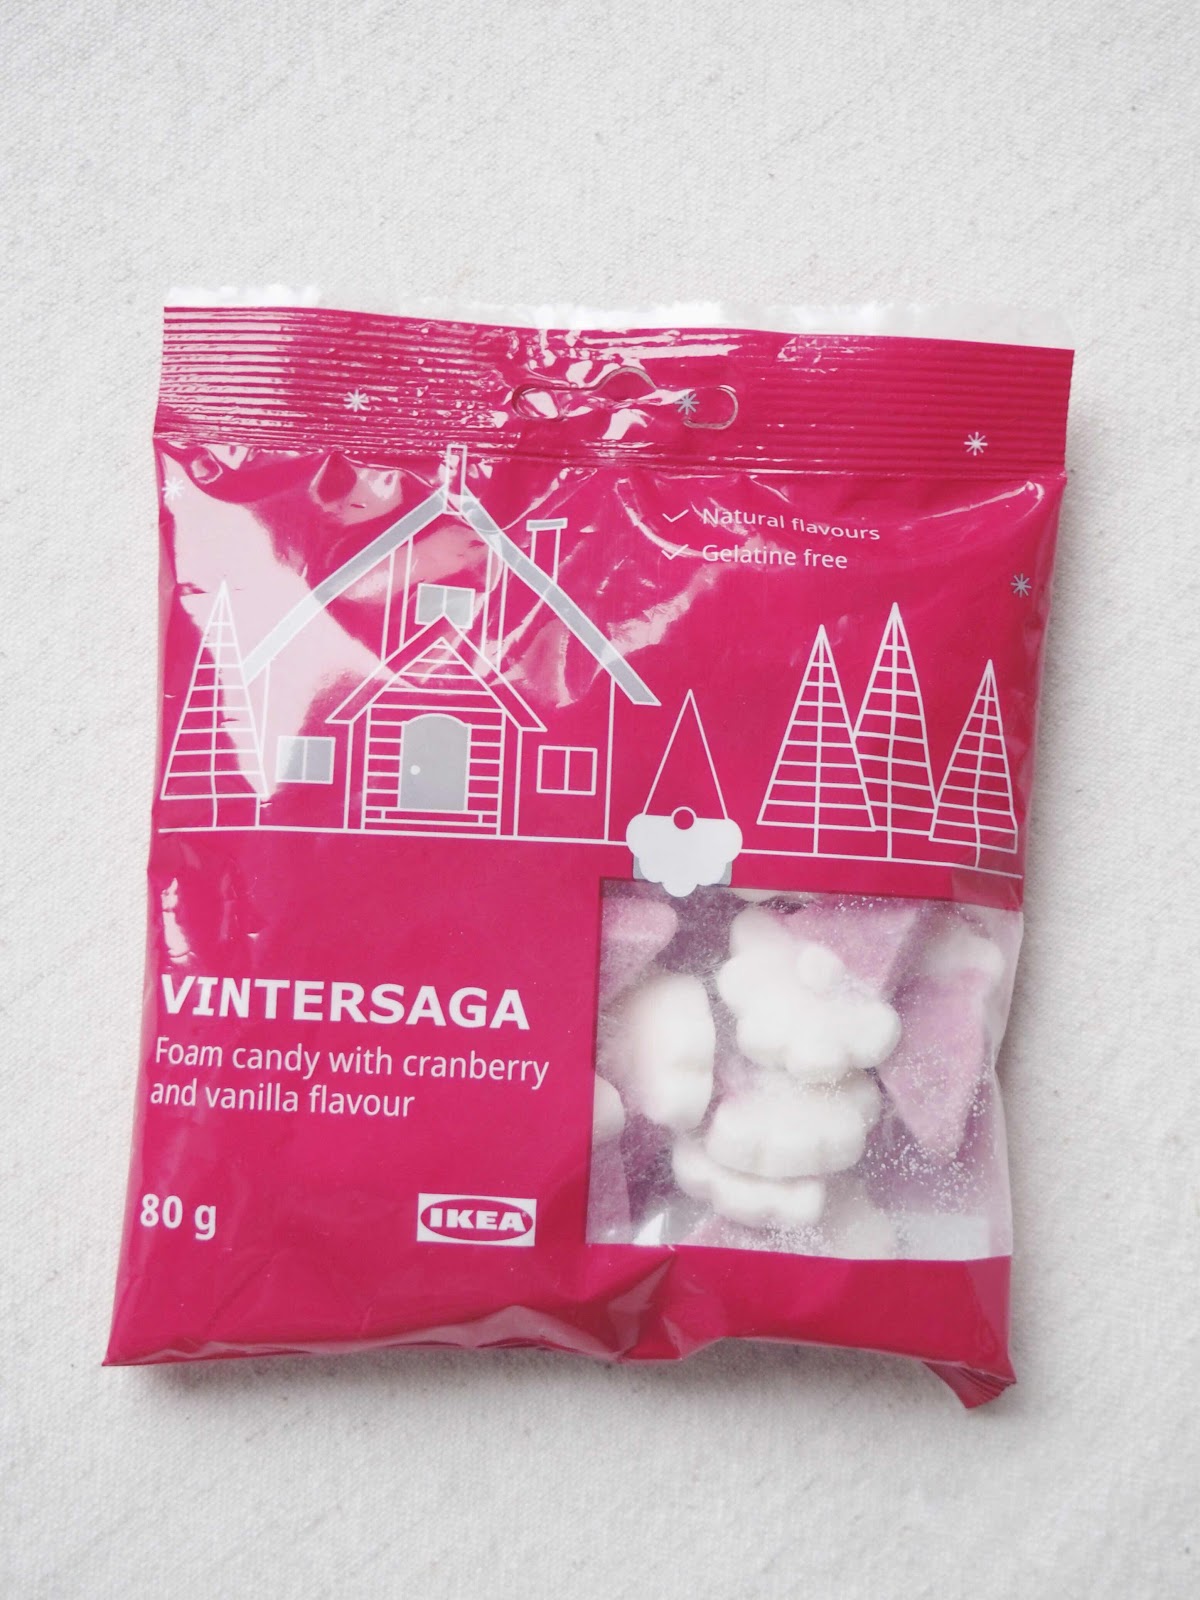 Natural flavours
Gelatine free
VINTERSAGA
Foam candy with cranberry
and vanilla flavour
80 g
IKEA®